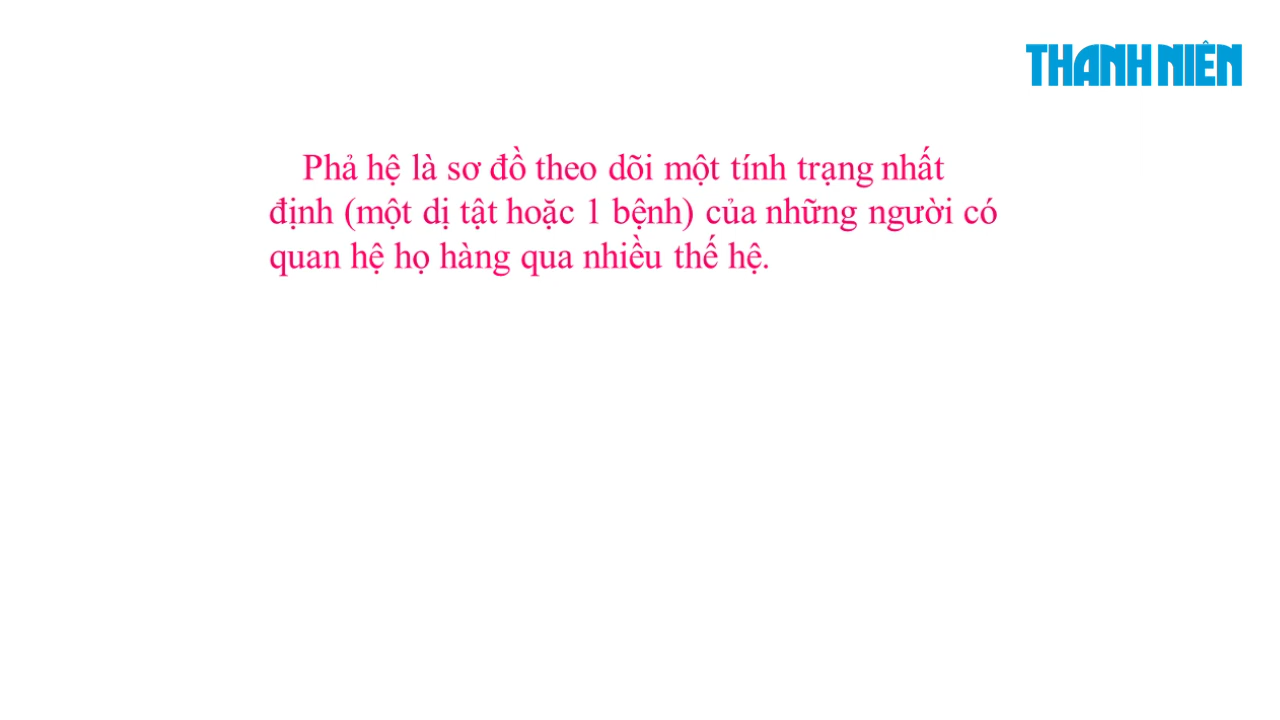 THANH NIÊN
Phả hệ là sơ đồ theo dõi một tính trạng nhất
định (một dị tật hoặc 1 bệnh) của những người có
quan hệ họ hàng qua nhiều thế hệ.